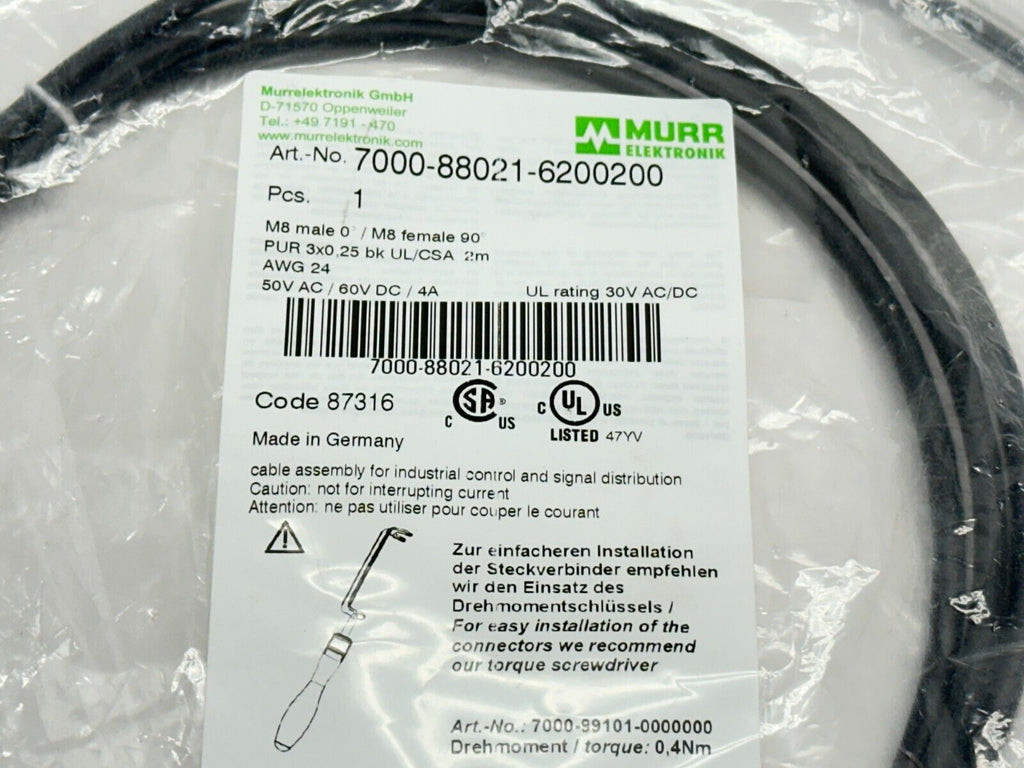 Murrelektronik GmbH
D-71570 Oppenweiler
Tel.: +49 7191 - 470
www.murrelektronik.com
MURR
ELEKTRONIK
Art.-No. 7000-88021-6200200
Pcs. 1
M8 male 0° / M8 female 90°
PUR 3x0,25 bk UL/CSA 2m
AWG 24
50V AC / 60V DC / 4A UL rating 30V AC/DC
7000-88021-6200200
Code 87316
C SA® US
C UL US
LISTED 47YV
Made in Germany
cable assembly for industrial control and signal distribution
Caution: not for interrupting current
Attention: ne pas utiliser pour couper le courant
Zur einfacheren Installation
der Steckverbinder empfehlen
wir den Einsatz des
Drehmomentschlüssels /
For easy installation of the
connectors we recommend
our torque screwdriver
Art.-No.: 7000-99101-0000000
Drehmoment / torque: 0,4Nm